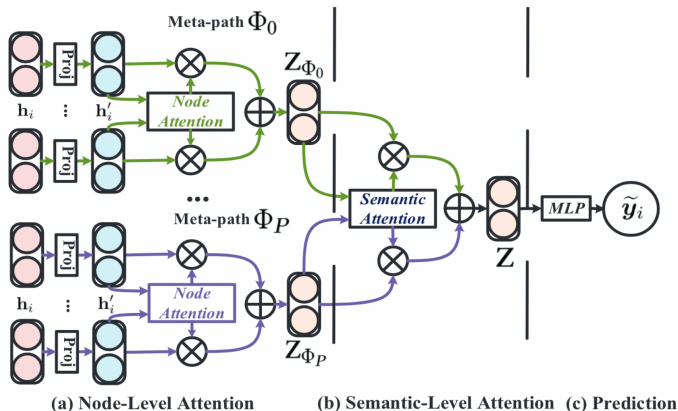 Meta-path Φ0
Proj
hi ... h′i
Node
Attention
Proj
ZΦ0
...
Meta-path ΦP
Proj
hi ... h′i
Node
Attention
Proj
ZΦP
Semantic
Attention
Z
MLP
ỹi
(a) Node-Level Attention (b) Semantic-Level Attention (c) Prediction